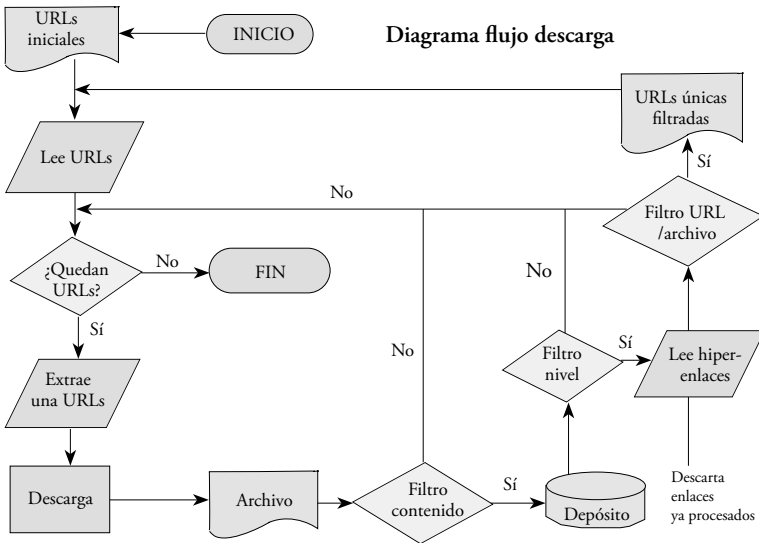 URLs
iniciales
INICIO
Diagrama flujo descarga
URLs únicas
filtradas
Lee URLs
Sí
No
Filtro URL
/archivo
¿Quedan
URLs?
No
FIN
No
Sí
No
Filtro
nivel
Sí
Lee hiper-
enlaces
Extrae
una URLs
Descarga
Archivo
Filtro
contenido
Sí
Depósito
Descarta
enlaces
ya procesados